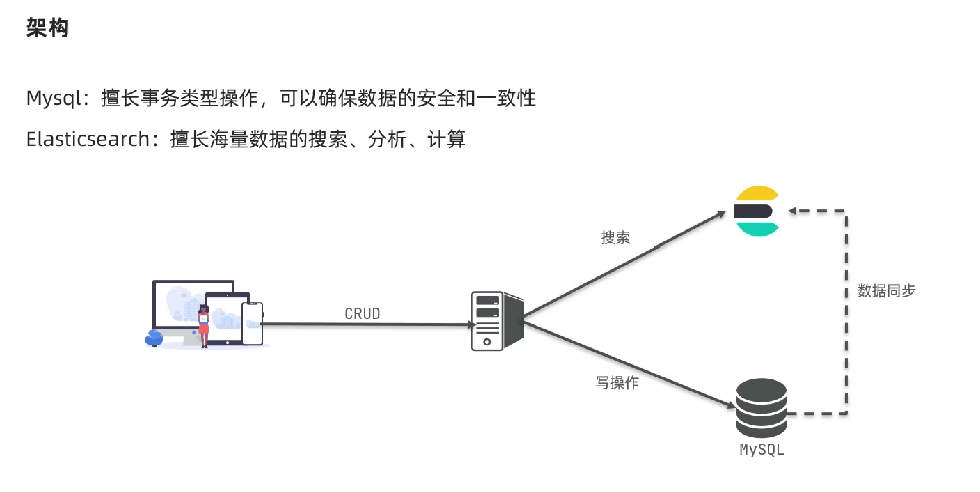 架构
Mysql：擅长事务类型操作，可以确保数据的安全和一致性
Elasticsearch：擅长海量数据的搜索、分析、计算
搜索
数据同步
CRUD
写操作
MySQL